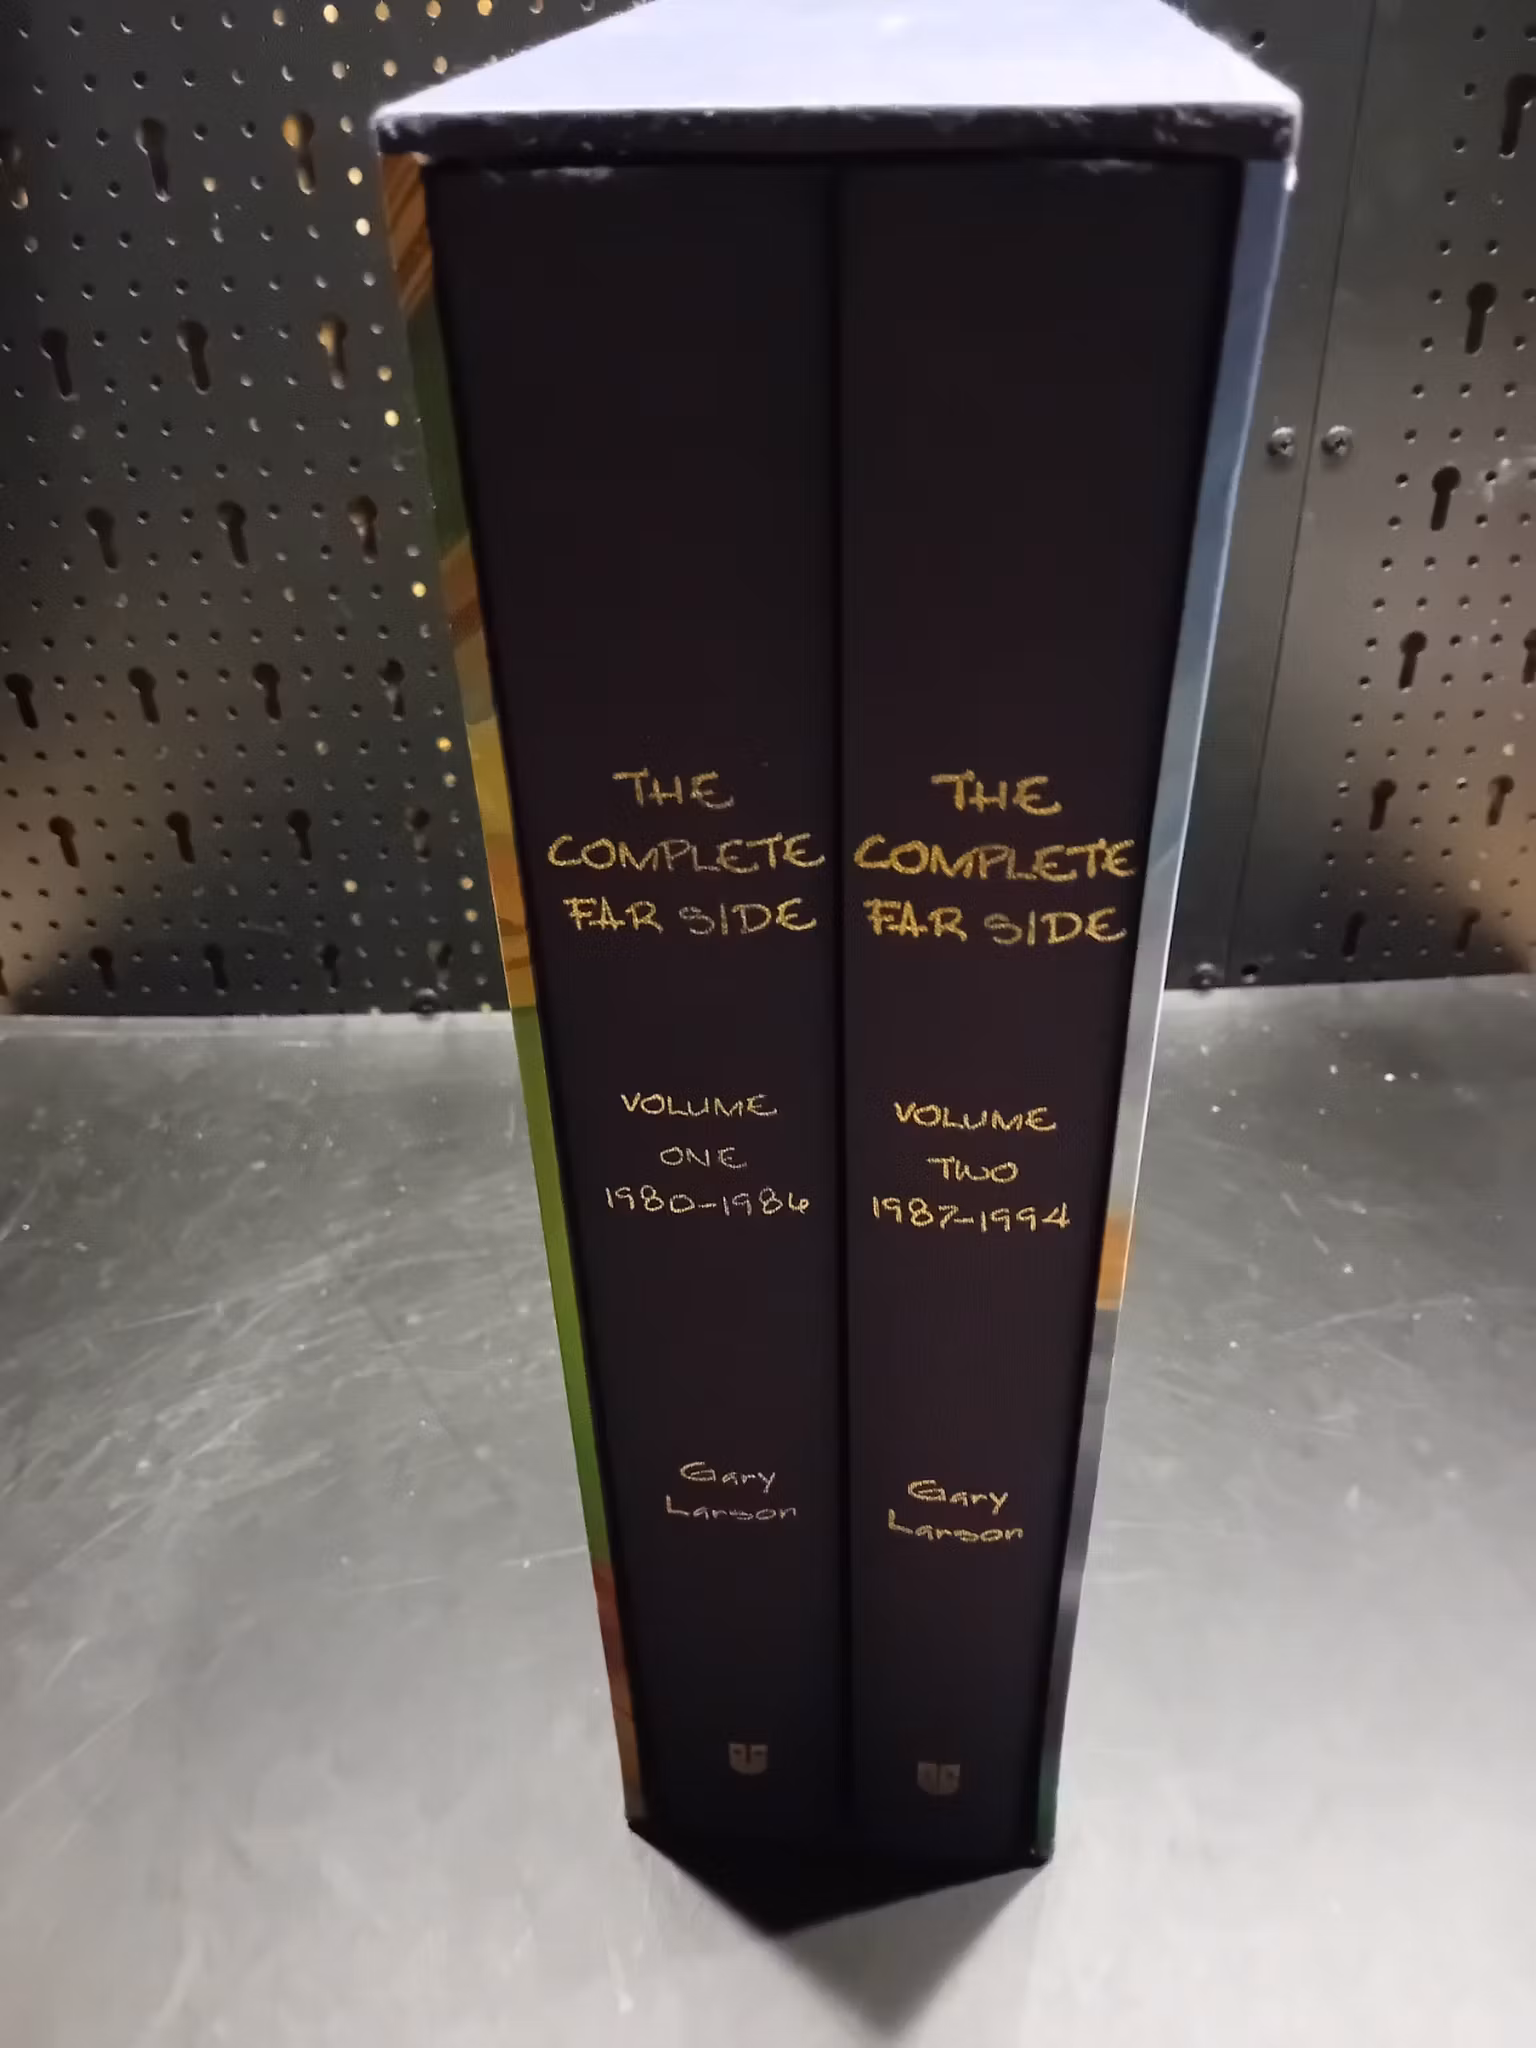 THE
COMPLETE
FAR SIDE
VOLUME
ONE
1980-1986
Gary
Larson
THE
COMPLETE
FAR SIDE
VOLUME
TWO
1987-1994
Gary
Larson